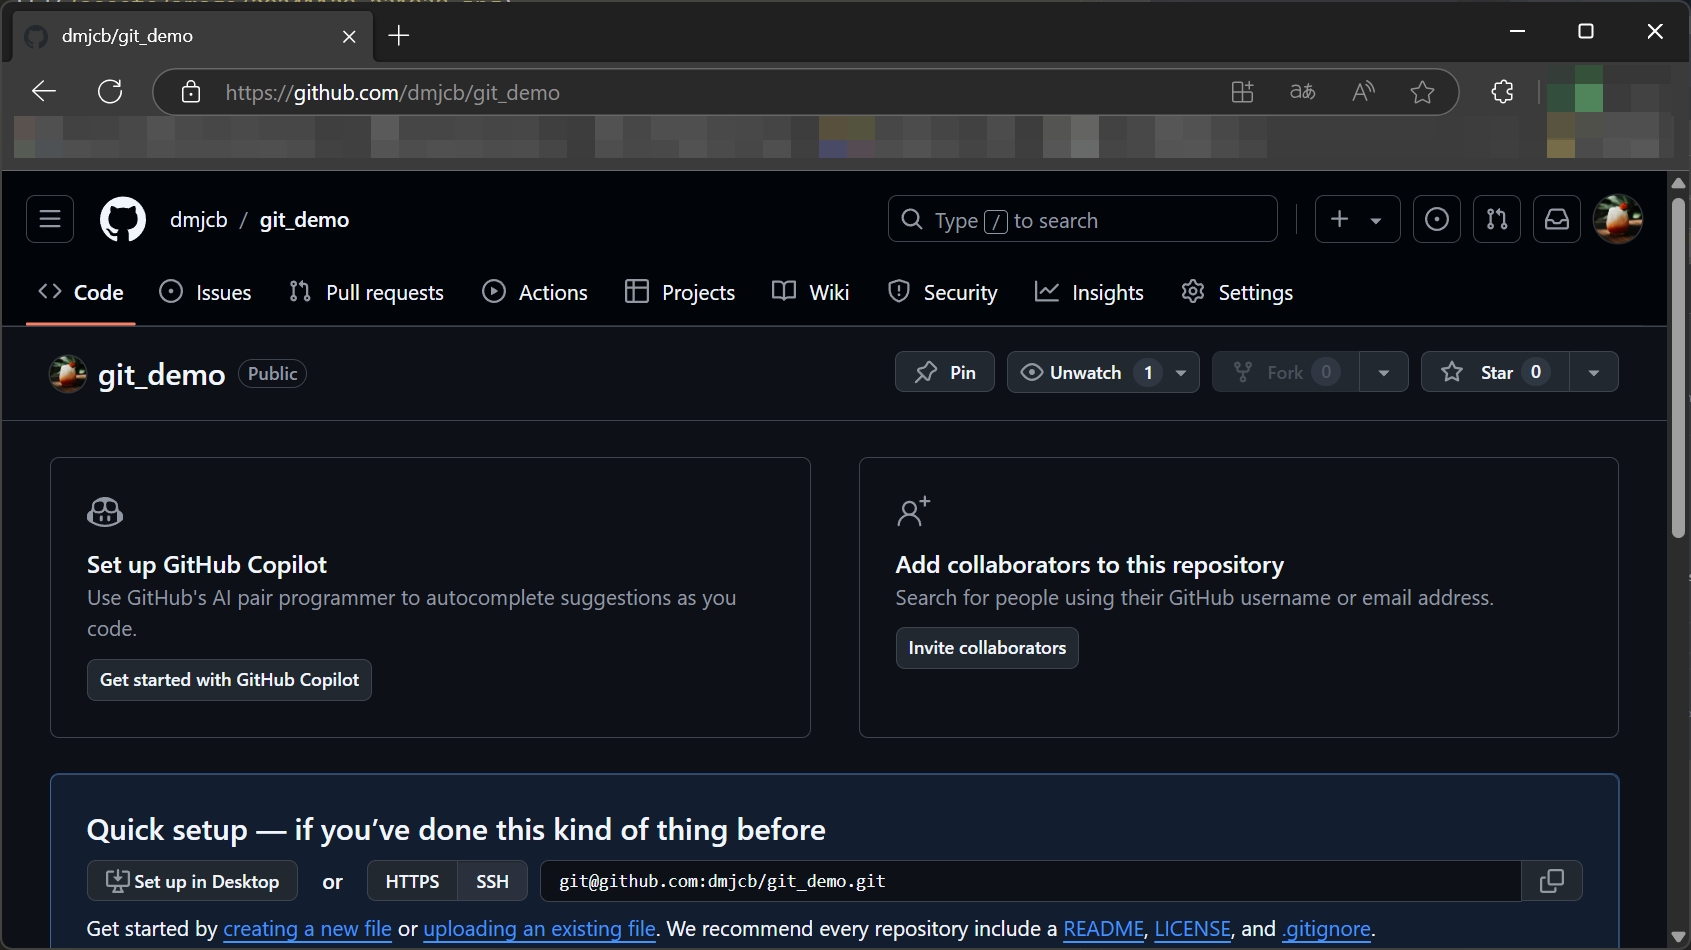 dmjcb/git_demo
https://github.com/dmjcb/git_demo
dmjcb / git_demo
Type / to search
Code Issues Pull requests Actions Projects Wiki Security Insights Settings
git_demo Public Pin Unwatch 1 Fork 0 Star 0
Set up GitHub Copilot
Use GitHub's AI pair programmer to autocomplete suggestions as you
code.
Get started with GitHub Copilot
Add collaborators to this repository
Search for people using their GitHub username or email address.
Invite collaborators
Quick setup — if you’ve done this kind of thing before
Set up in Desktop or HTTPS SSH git@github.com:dmjcb/git_demo.git
Get started by creating a new file or uploading an existing file. We recommend every repository include a README, LICENSE, and .gitignore.